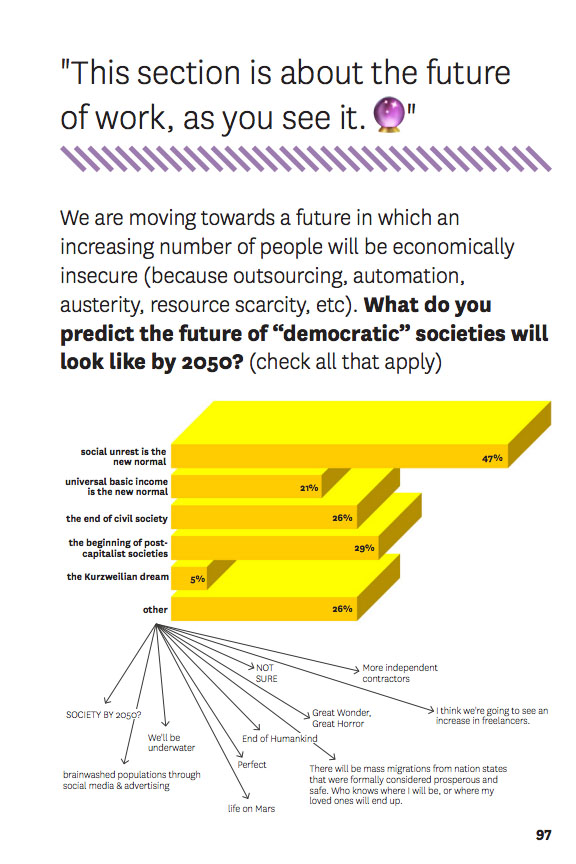 "This section is about the future
of work, as you see it. 🔮"
We are moving towards a future in which an
increasing number of people will be economically
insecure (because outsourcing, automation,
austerity, resource scarcity, etc). What do you
predict the future of “democratic” societies will
look like by 2050? (check all that apply)
social unrest is the
new normal
47%
universal basic income
is the new normal
21%
the end of civil society
26%
the beginning of post-
capitalist societies
29%
the Kurzweilian dream
5%
other
26%
NOT
SURE
More independent
contractors
SOCIETY BY 2050?
We'll be
underwater
Great Wonder,
Great Horror
I think we're going to see an
increase in freelancers.
End of Humankind
brainwashed populations through
social media & advertising
Perfect
There will be mass migrations from nation states
that were formally considered prosperous and
safe. Who knows where I will be, or where my
loved ones will end up.
life on Mars
97